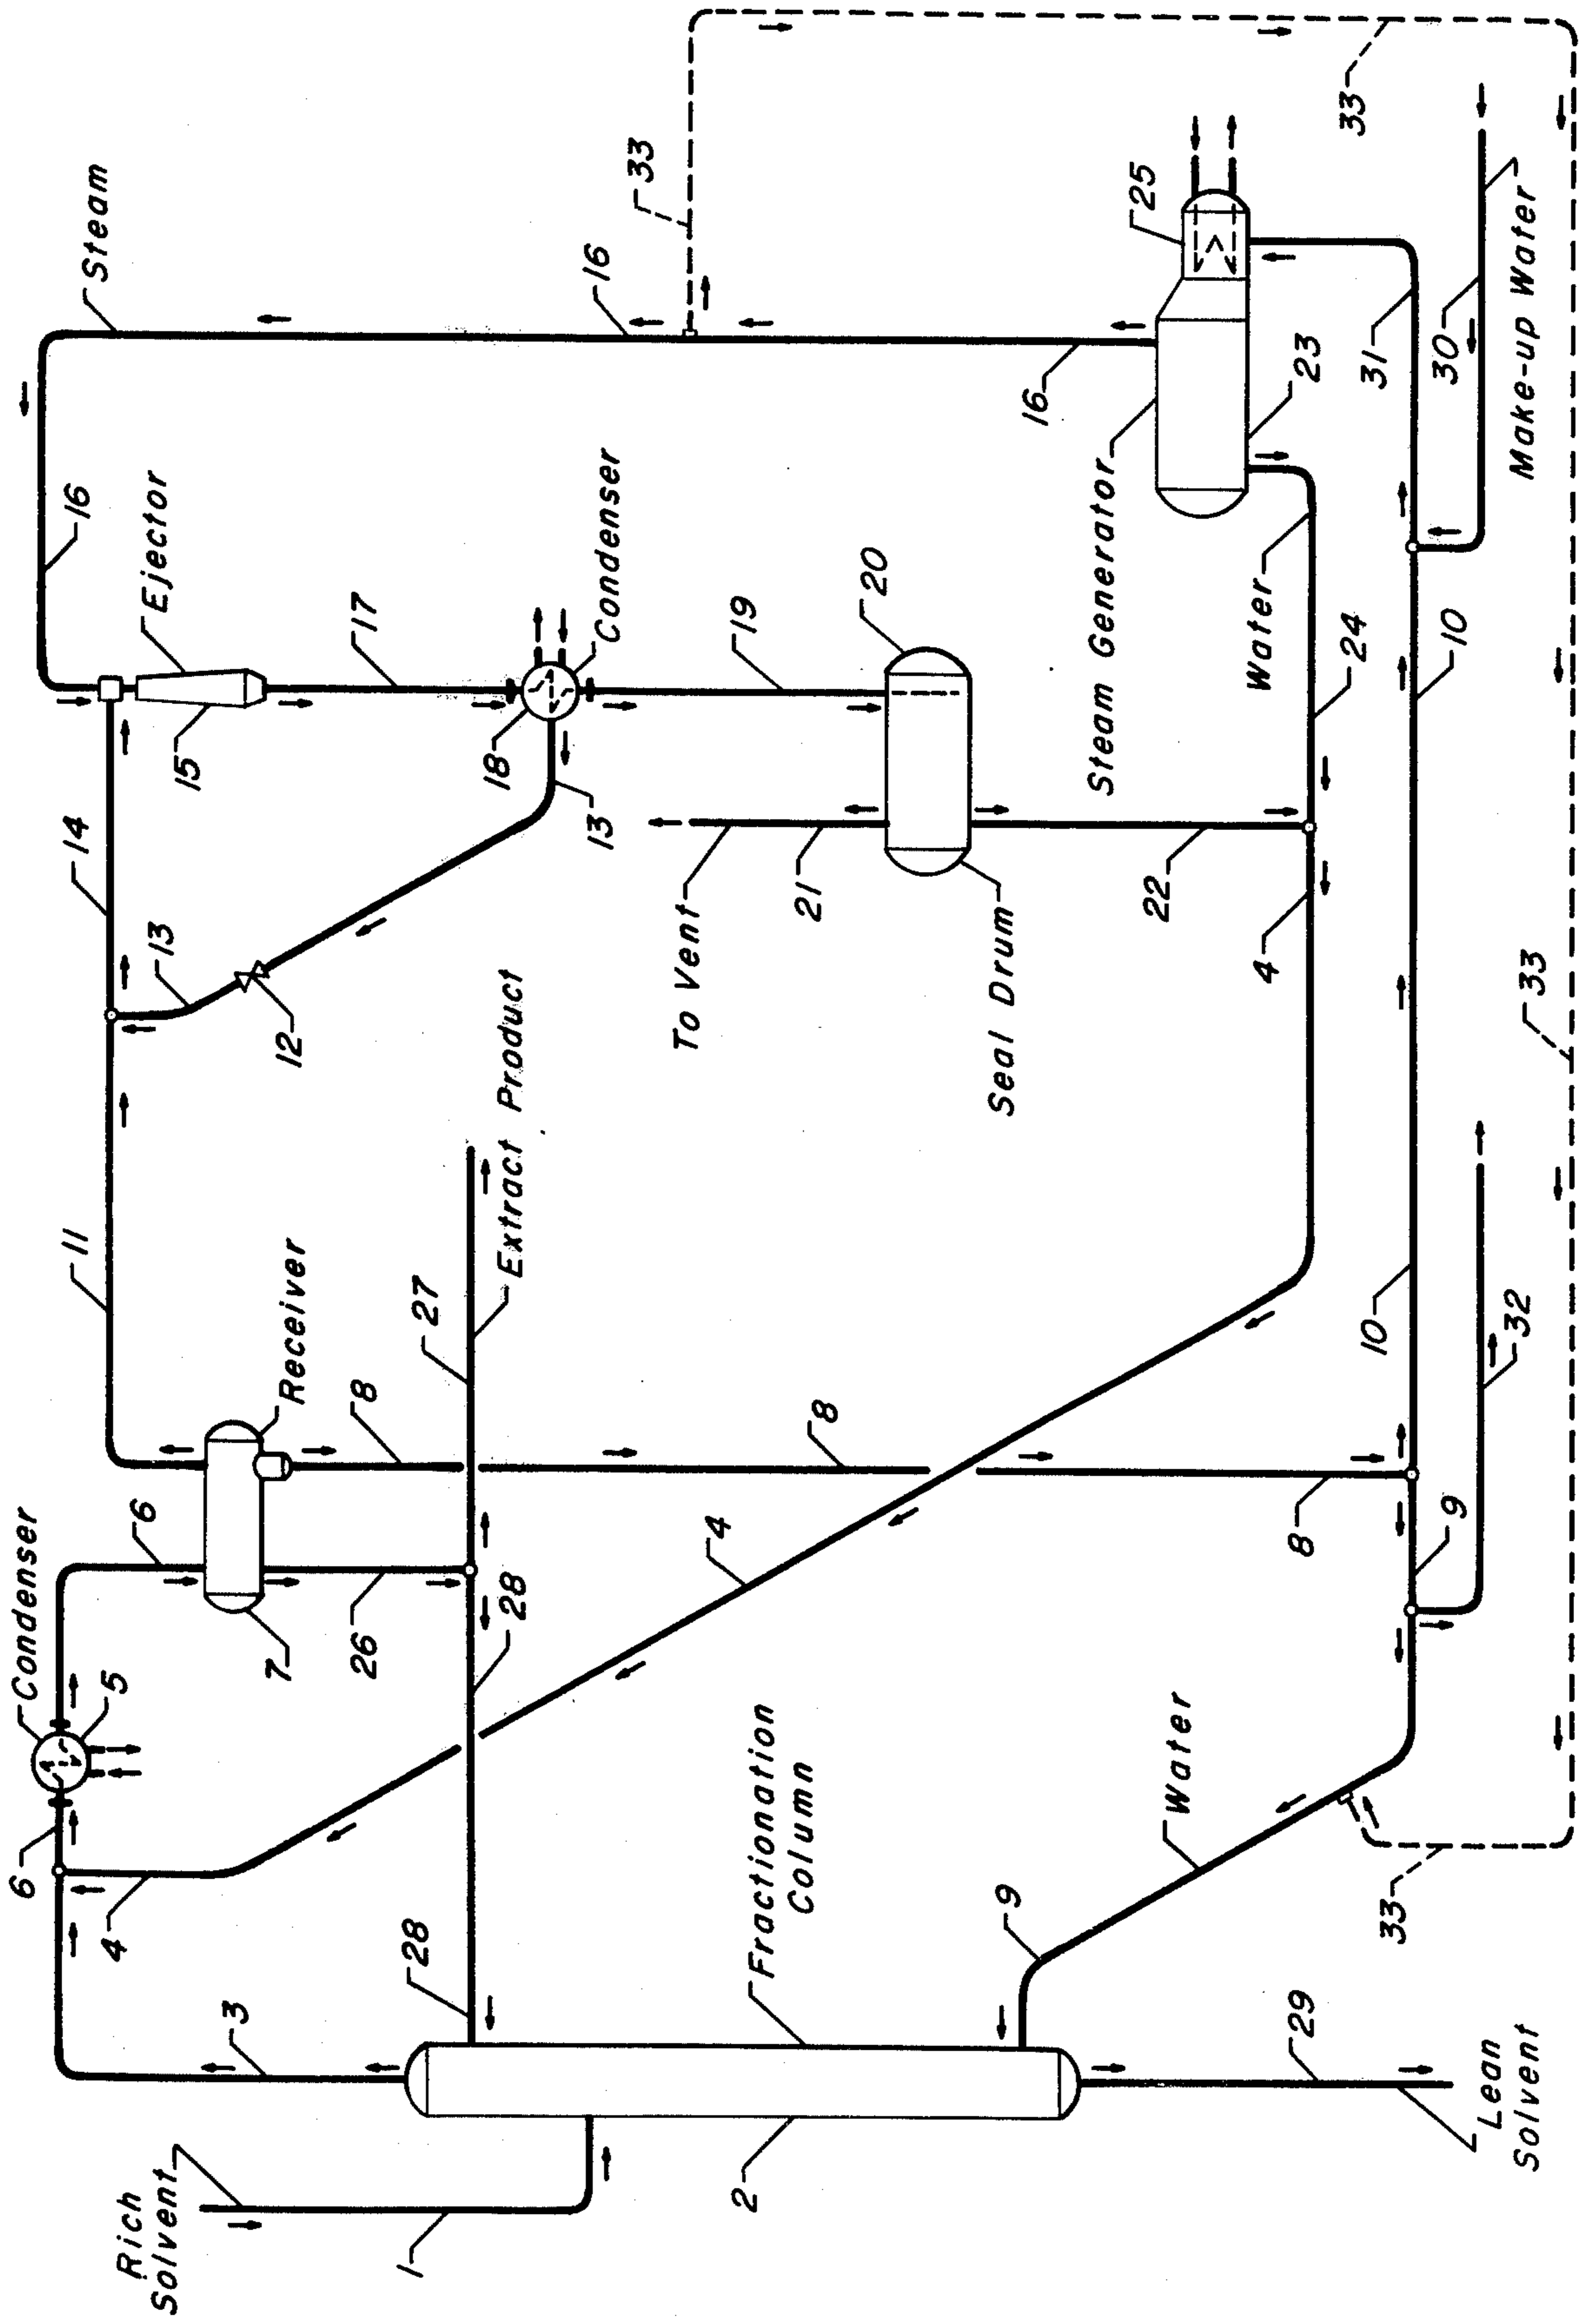 Condenser
6
4
5
11
14
16
Steam
Rich
Solvent
6
13
Ejector
15
3
7
Receiver
12
26
8
17
1
28
27
28
Extract Product
18
13
Condenser
16
33
To Vent
2
4
19
Fractionation
Column
8
21
20
9
Seal Drum
16
Steam Generator
25
22
Water
4
Water
29
8
23
24
33
10
31
33
9
10
30
Lean
Solvent
32
33
Make-up Water